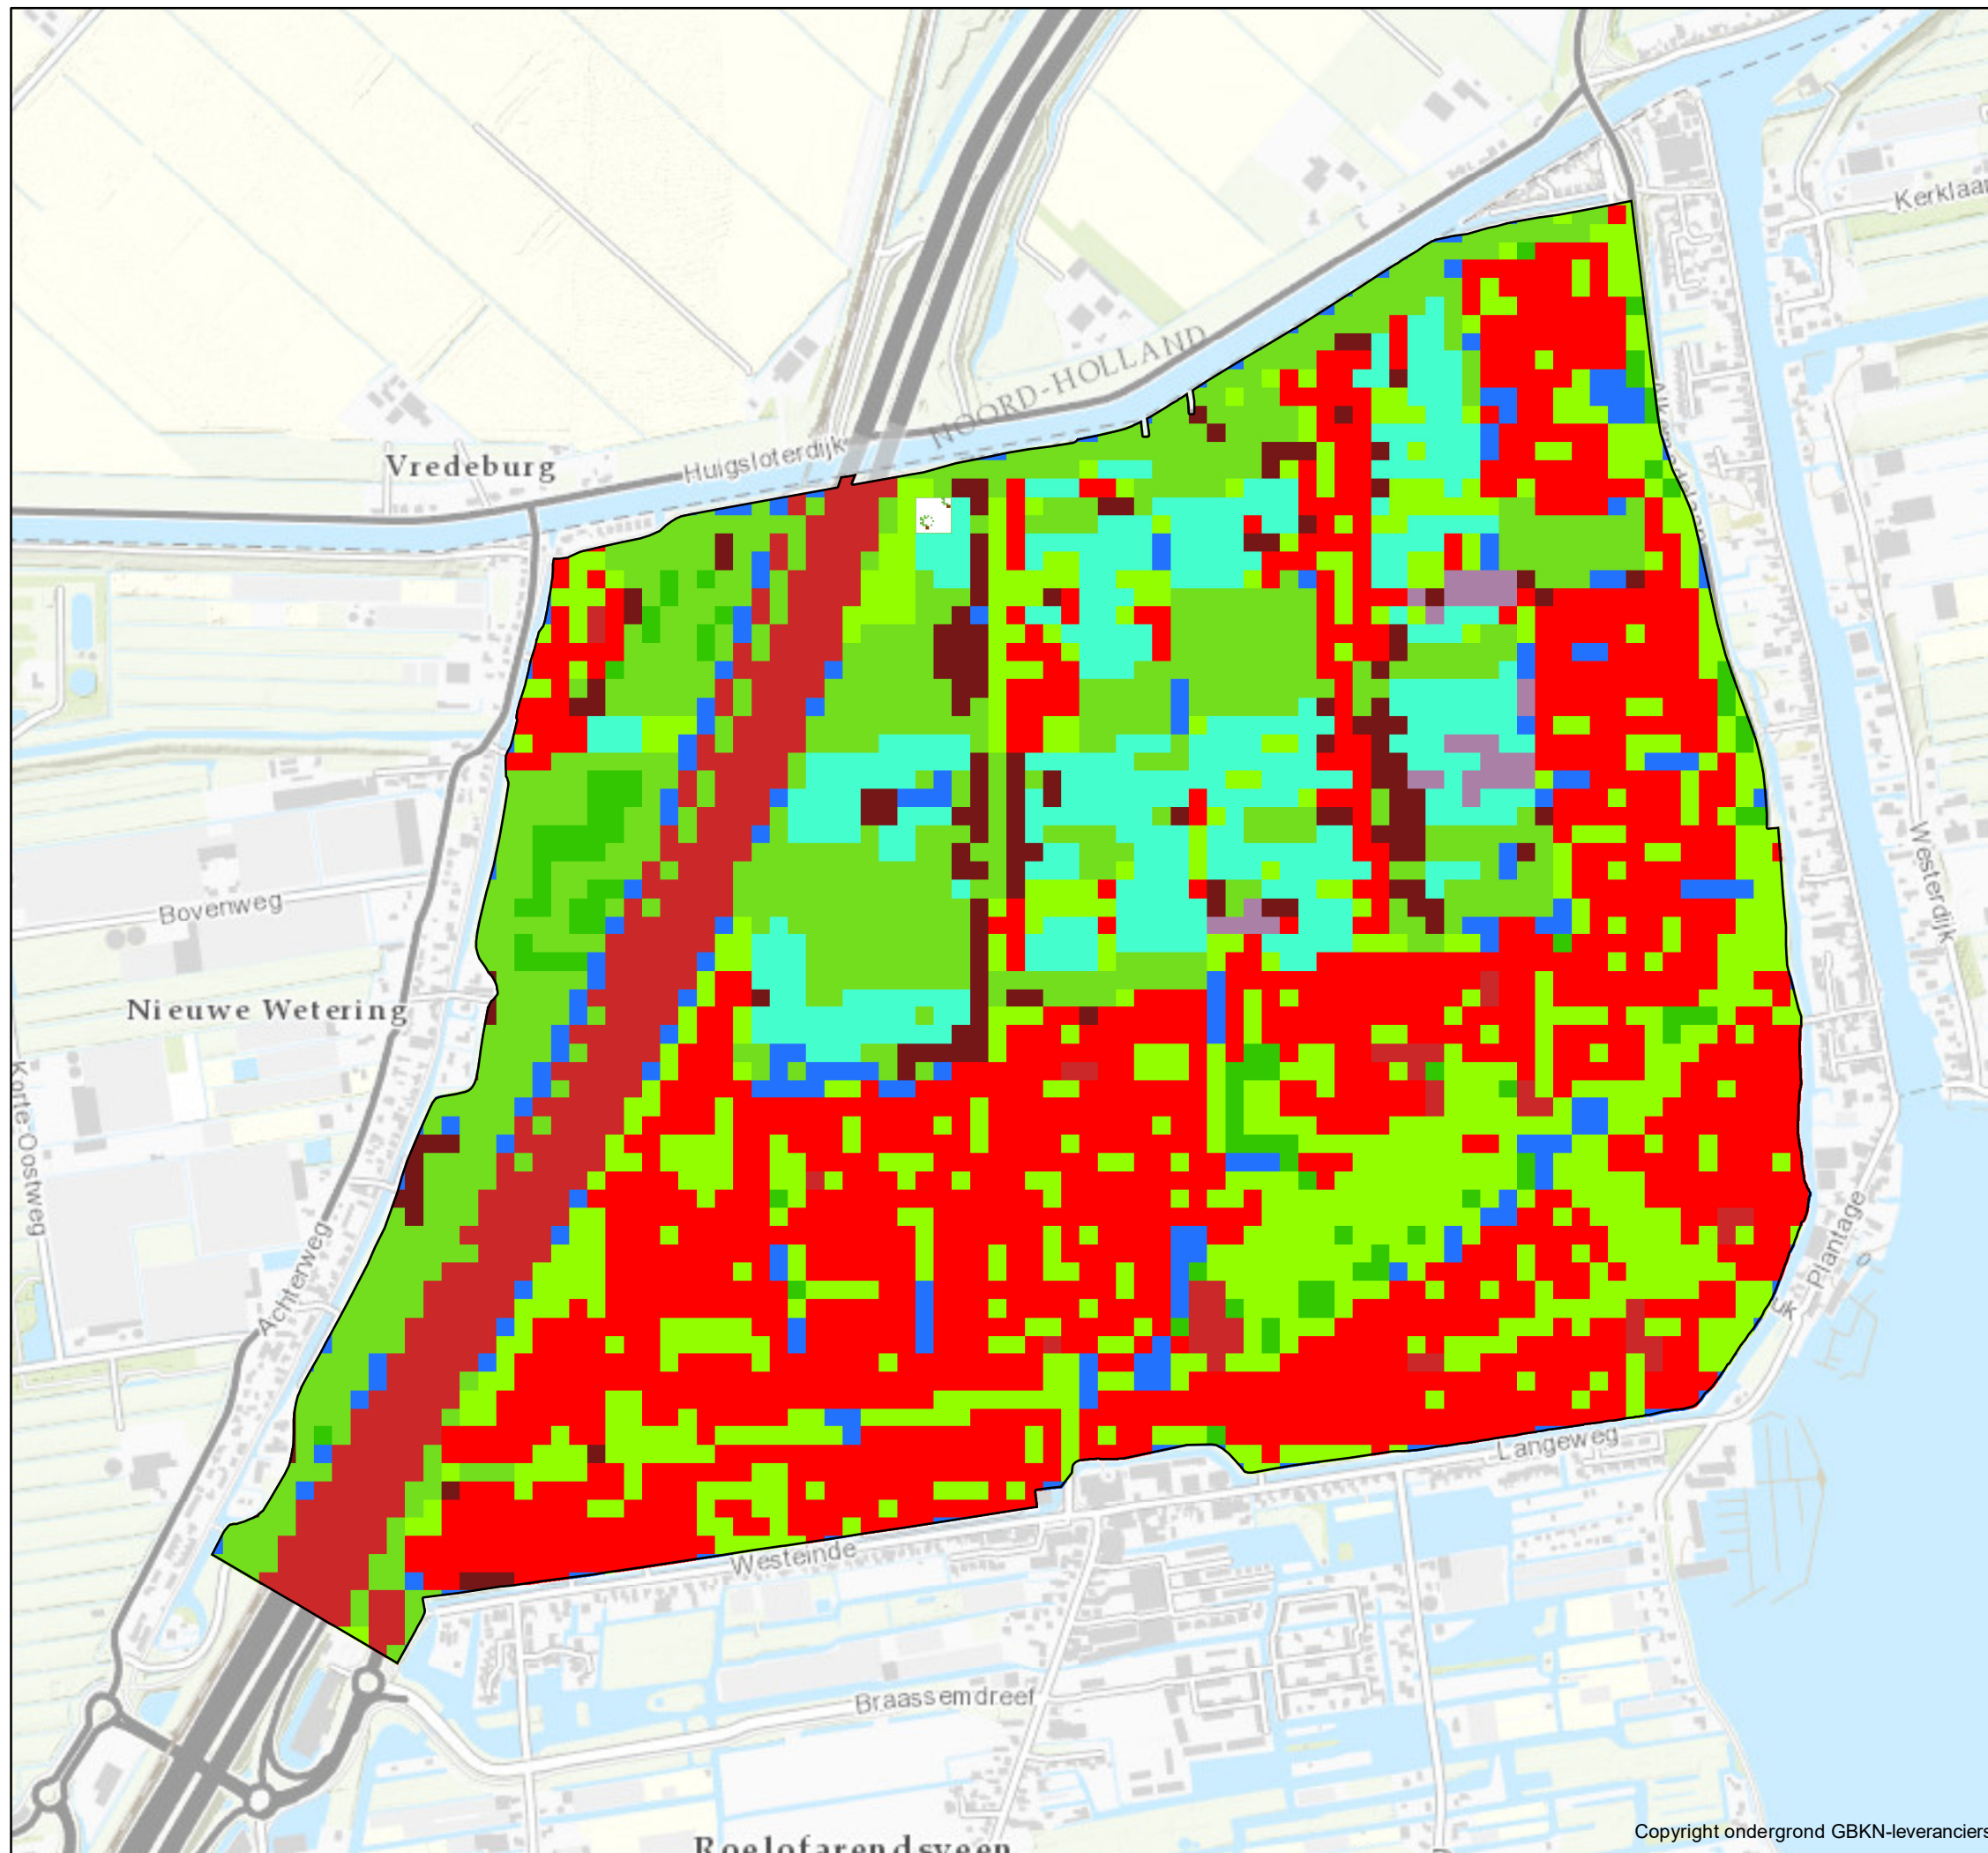 Kerklaan
NOORD-HOLLAND
Huigsloterdijk
Vredeburg
Westerdijk
Bovenweg
Nieuwe Wetering
Korte Oostweg
Achterweg
Plantage
Langeweg
Westeinde
Braassemdreef
Roelofarendsveen
Copyright ondergrond GBKN-leveranciers